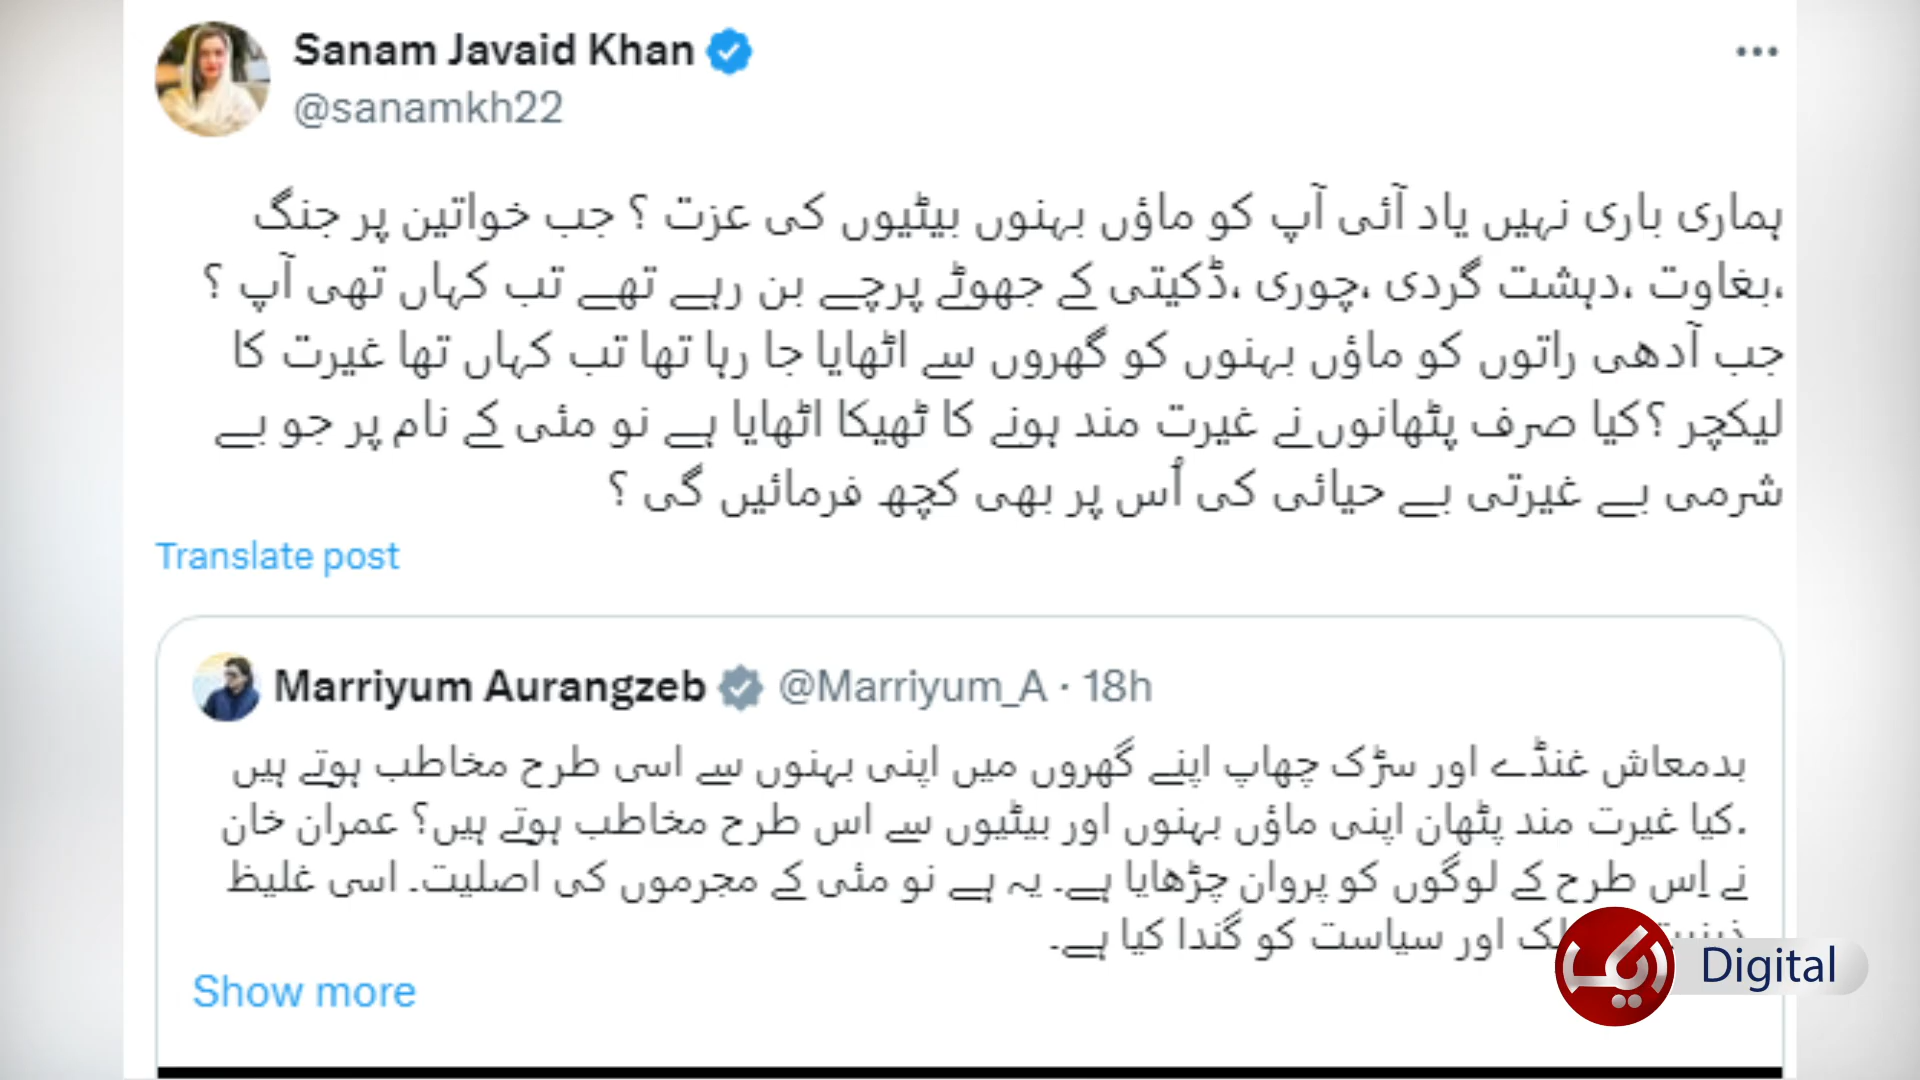 Sanam Javaid Khan
@sanamkh22
ہماری باری نہیں یاد آئی آپ کو ماؤں بہنوں بیٹیوں کی عزت ؟ جب خواتین پر جنگ
،بغاوت ،دہشت گردی ،چوری ،ڈکیتی کے جھوٹے پرچے بن رہے تھے تب کہاں تھی آپ ؟
جب آدھی راتوں کو ماؤں بہنوں کو گھروں سے اٹھایا جا رہا تھا تب کہاں تھا غیرت کا
لیکچر ؟کیا صرف پٹھانوں نے غیرت مند ہونے کا ٹھیکا اٹھایا ہے نو مئی کے نام پر جو بے
شرمی بے غیرتی بے حیائی کی اُس پر بھی کچھ فرمائیں گی ؟
Translate post
Marriyum Aurangzeb @Marriyum_A · 18h
بدمعاش غنڈے اور سڑک چھاپ اپنے گھروں میں اپنی بہنوں سے اسی طرح مخاطب ہوتے ہیں
.کیا غیرت مند پٹھان اپنی ماؤں بہنوں اور بیٹیوں سے اس طرح مخاطب ہوتے ہیں؟ عمران خان
نے اِس طرح کے لوگوں کو پروان چڑھایا ہے۔ یہ ہے نو مئی کے مجرموں کی اصلیت۔ اسی غلیظ
اور سیاست کو گندا کیا ہے۔
Show more
Digital